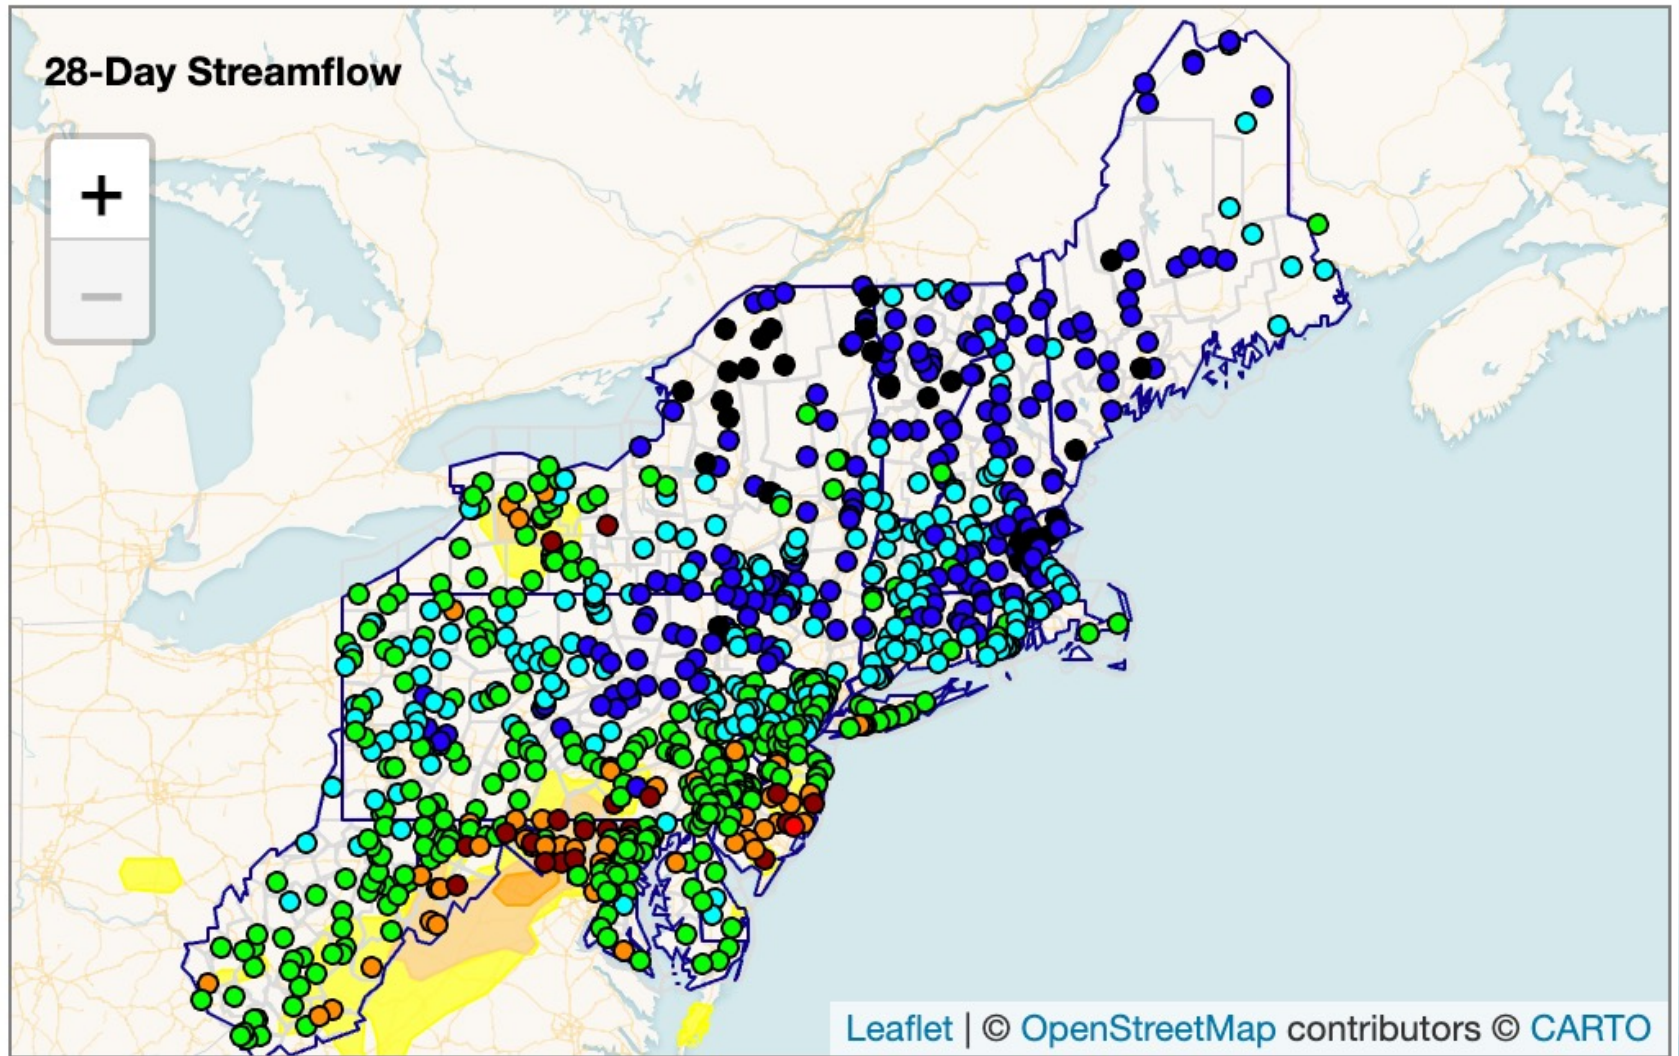 28-Day Streamflow
+
−
Leaflet | © OpenStreetMap contributors © CARTO